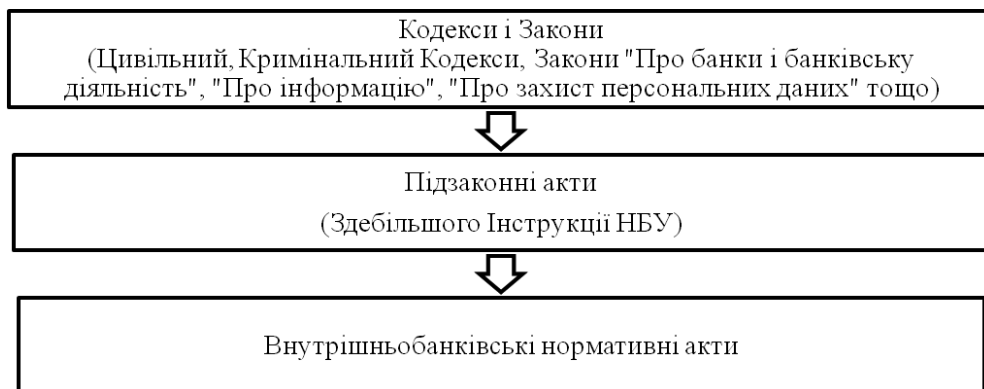 Кодекси і Закони
(Цивільний, Кримінальний Кодекси, Закони "Про банки і банківську
діяльність", "Про інформацію", "Про захист персональних даних" тощо)
Підзаконні акти
(Здебільшого Інструкції НБУ)
Внутрішньобанківські нормативні акти